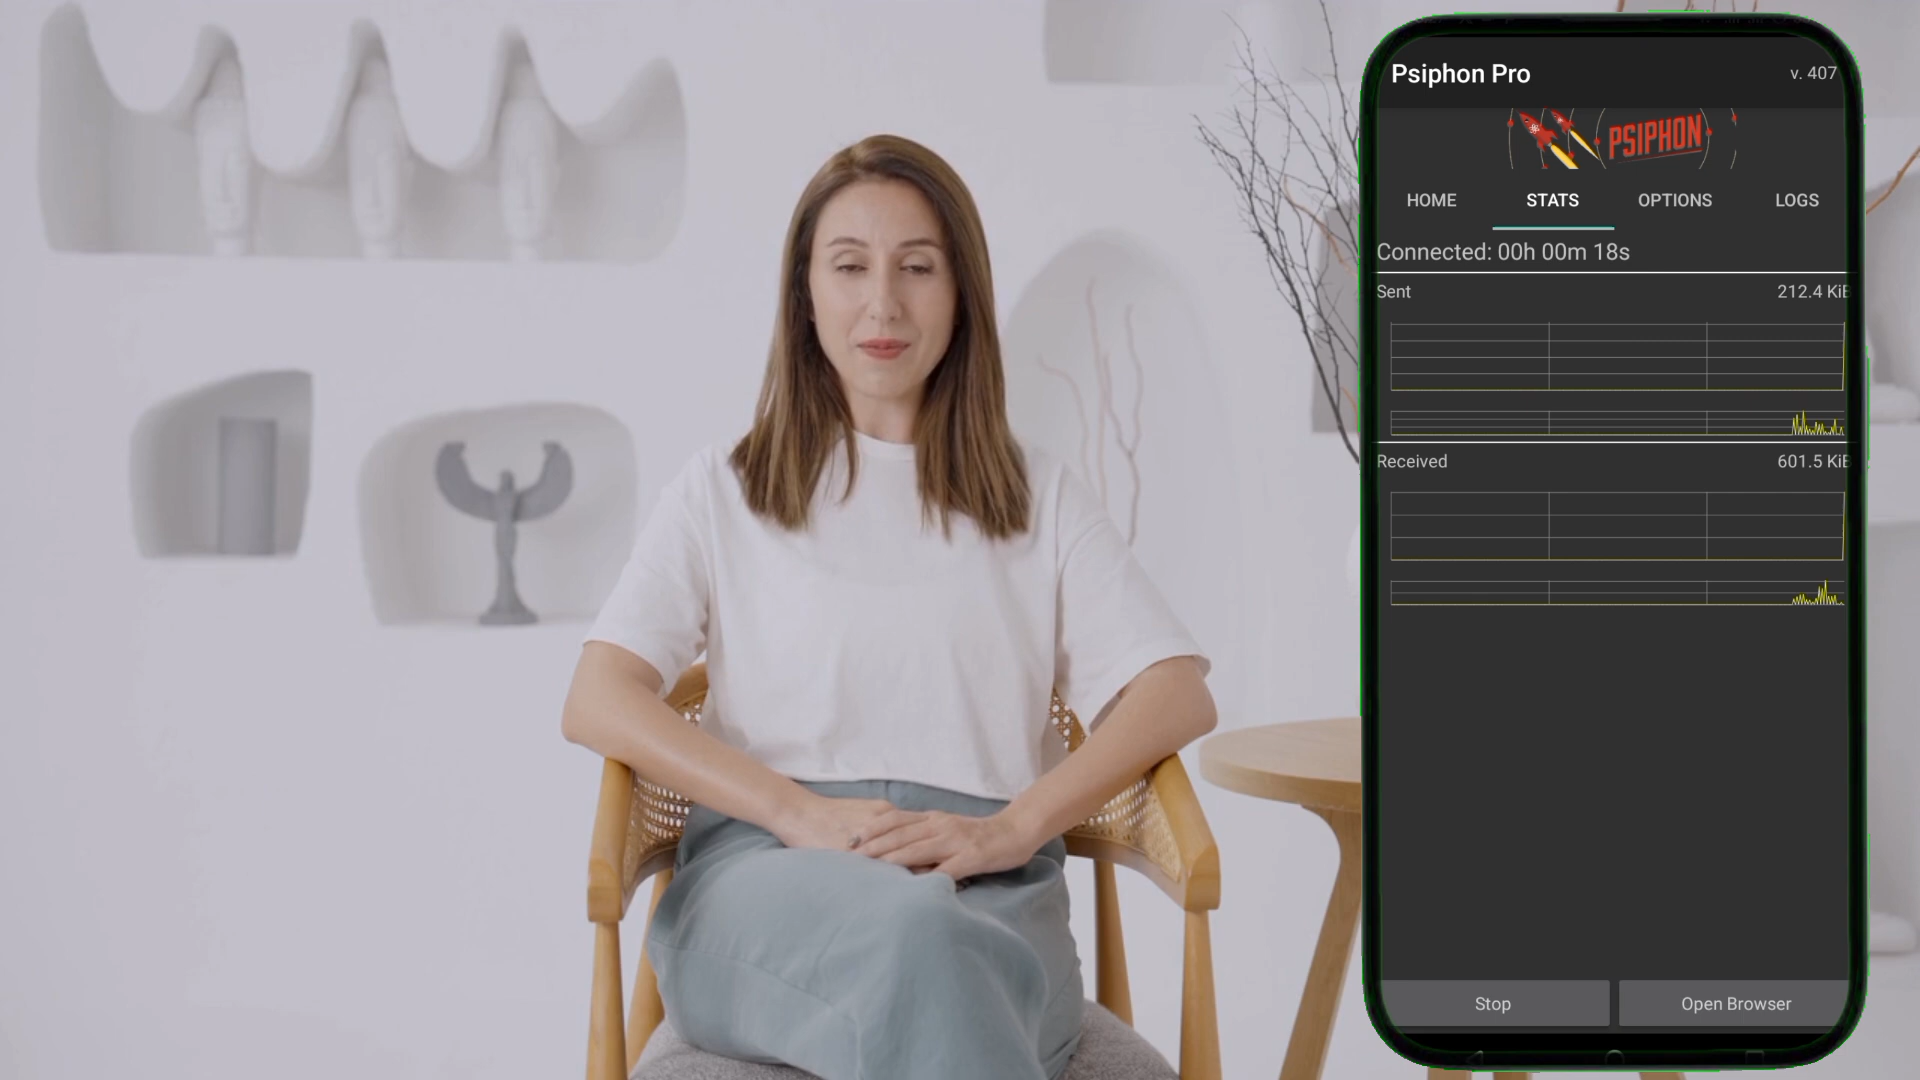 Psiphon Pro
v. 407
PSIPHON
HOME STATS OPTIONS LOGS
Connected: 00h 00m 18s
Sent 212.4 KiB
Received 601.5 KiB
Stop Open Browser